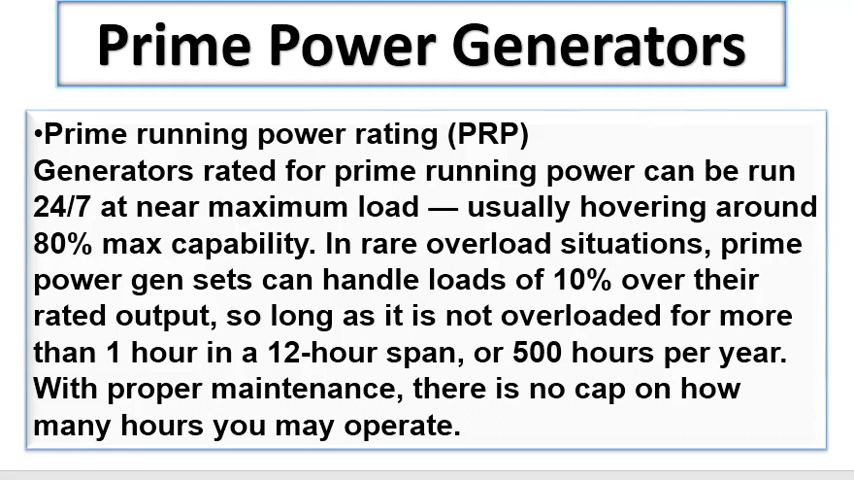 Prime Power Generators
•Prime running power rating (PRP)
Generators rated for prime running power can be run
24/7 at near maximum load — usually hovering around
80% max capability. In rare overload situations, prime
power gen sets can handle loads of 10% over their
rated output, so long as it is not overloaded for more
than 1 hour in a 12-hour span, or 500 hours per year.
With proper maintenance, there is no cap on how
many hours you may operate.